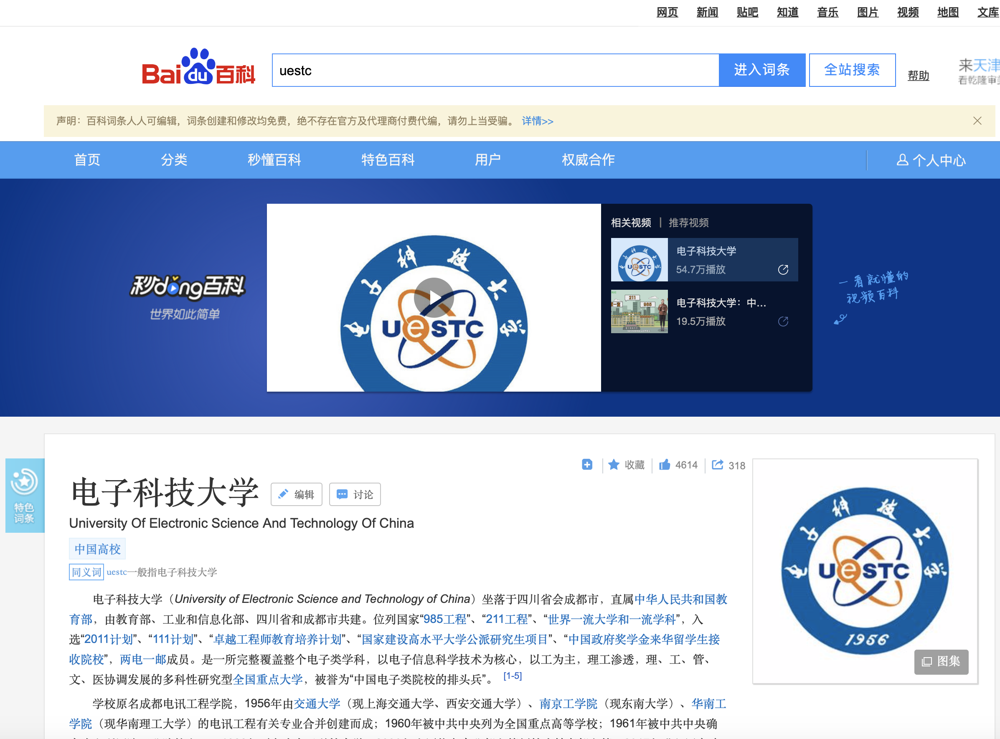 网页 新闻 贴吧 知道 音乐 图片 视频 地图 文库
Baidu百科 uestc 进入词条 全站搜索 帮助
来天津
看乾隆审
声明：百科词条人人可编辑，词条创建和修改均免费，绝不存在官方及代理商付费代编，请勿上当受骗。 详情>>
首页 分类 秒懂百科 特色百科 用户 权威合作 个人中心
秒dǒng百科
世界如此简单
电子科技大学
UeSTC
相关视频 | 推荐视频
电子科技大学
54.7万播放
211
985
电子科技大学：中...
19.5万播放
一看就懂的
视频百科
特色
词条
收藏 4614 318
电子科技大学 编辑 讨论
University Of Electronic Science And Technology Of China
中国高校
同义词 uestc一般指电子科技大学
电子科技大学（University of Electronic Science and Technology of China）坐落于四川省会成都市，直属中华人民共和国教
育部，由教育部、工业和信息化部、四川省和成都市共建。位列国家“985工程”、“211工程”、“世界一流大学和一流学科”，入
选“2011计划”、“111计划”、“卓越工程师教育培养计划”、“国家建设高水平大学公派研究生项目”、“中国政府奖学金来华留学生接
收院校”，两电一邮成员。是一所完整覆盖整个电子类学科，以电子信息科学技术为核心，以工为主，理工渗透，理、工、管、
文、医协调发展的多科性研究型全国重点大学，被誉为“中国电子类院校的排头兵”。 [1-5]
学校原名成都电讯工程学院，1956年由交通大学（现上海交通大学、西安交通大学）、南京工学院（现东南大学）、华南工
学院（现华南理工大学）的电讯工程有关专业合并创建而成；1960年被中共中央列为全国重点高等学校；1961年被中共中央确
电子科技大学
UeSTC
1956
图集